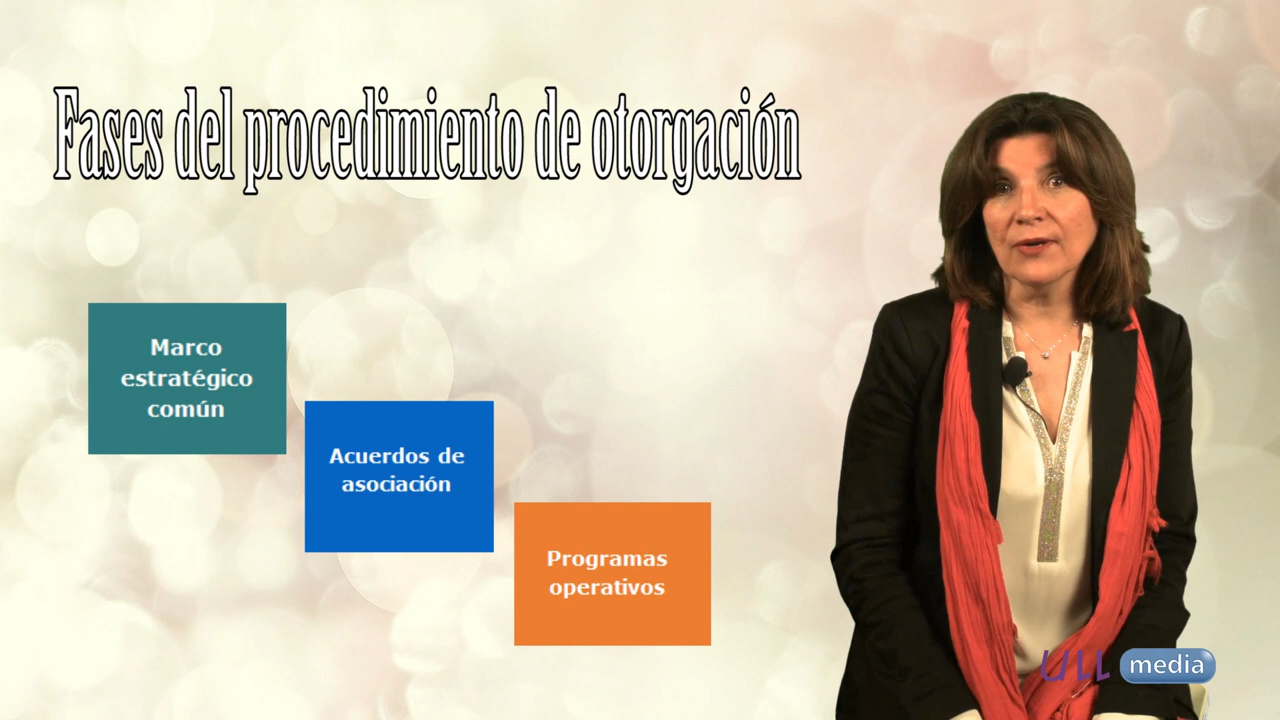 Fases del procedimiento de otorgación
Marco
estratégico
común
Acuerdos de
asociación
Programas
operativos
ULL media